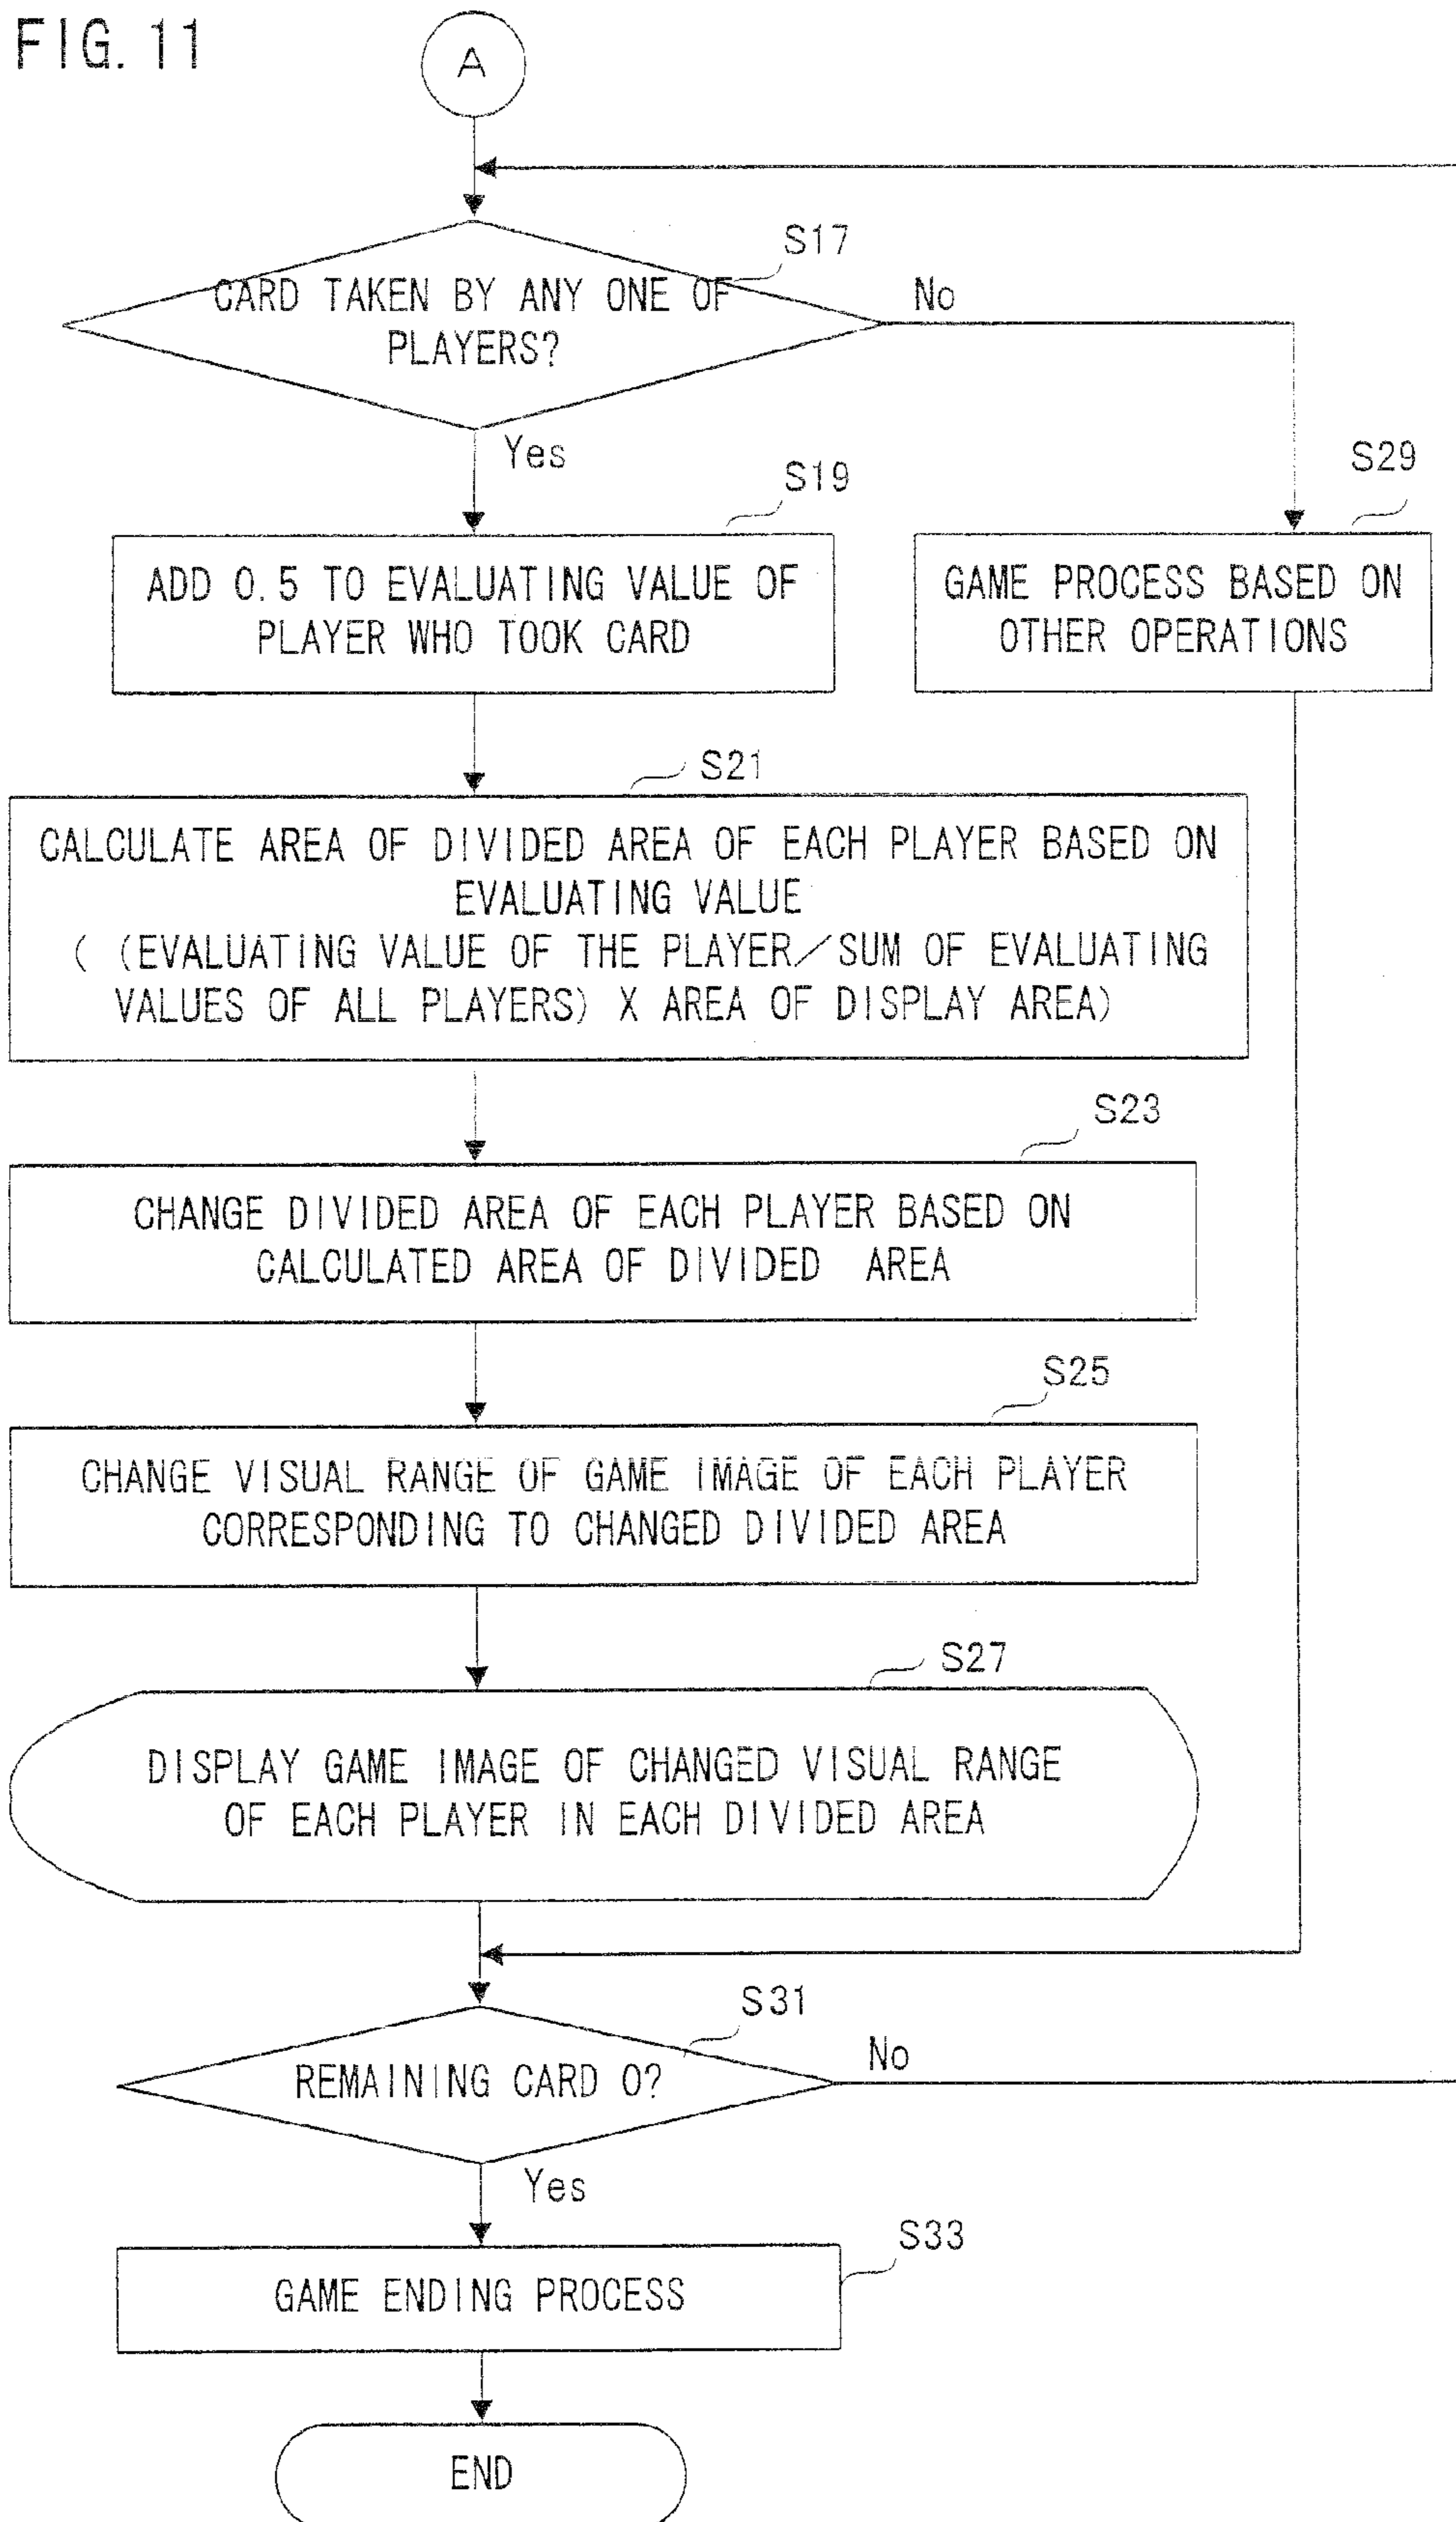 FIG. 11
A
S17
CARD TAKEN BY ANY ONE OF
PLAYERS?
No
Yes
S19
ADD 0.5 TO EVALUATING VALUE OF
PLAYER WHO TOOK CARD
S29
GAME PROCESS BASED ON
OTHER OPERATIONS
S21
CALCULATE AREA OF DIVIDED AREA OF EACH PLAYER BASED ON
EVALUATING VALUE
( (EVALUATING VALUE OF THE PLAYER/SUM OF EVALUATING
VALUES OF ALL PLAYERS) X AREA OF DISPLAY AREA)
S23
CHANGE DIVIDED AREA OF EACH PLAYER BASED ON
CALCULATED AREA OF DIVIDED AREA
S25
CHANGE VISUAL RANGE OF GAME IMAGE OF EACH PLAYER
CORRESPONDING TO CHANGED DIVIDED AREA
S27
DISPLAY GAME IMAGE OF CHANGED VISUAL RANGE
OF EACH PLAYER IN EACH DIVIDED AREA
S31
REMAINING CARD 0?
No
Yes
S33
GAME ENDING PROCESS
END